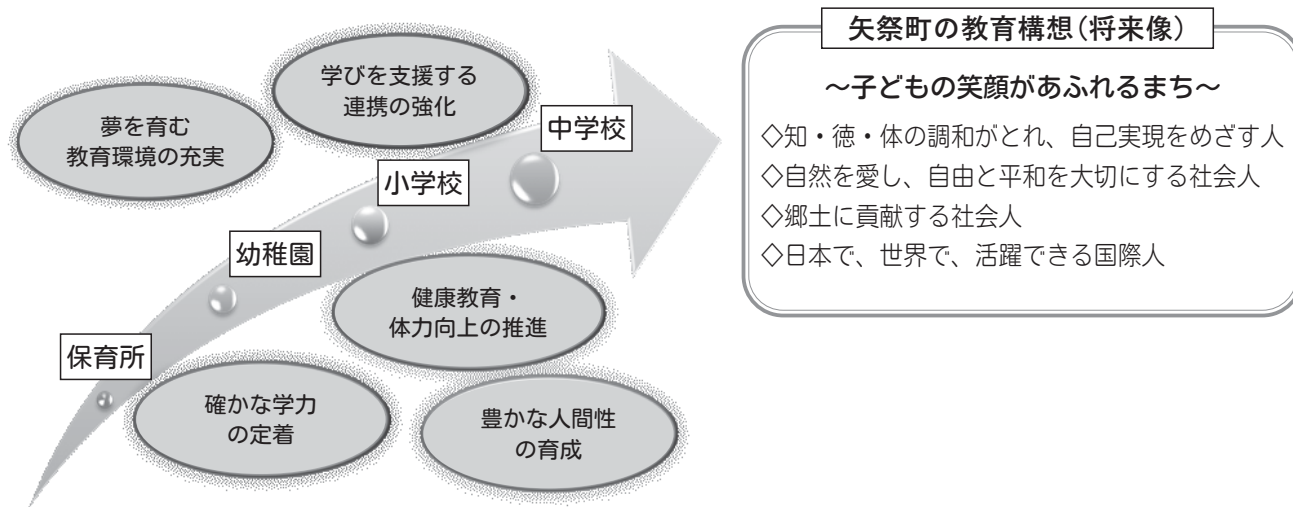 学びを支援する
連携の強化
夢を育む
教育環境の充実
中学校
小学校
幼稚園
健康教育・
体力向上の推進
保育所
確かな学力
の定着
豊かな人間性
の育成
矢祭町の教育構想(将来像)
～子どもの笑顔があふれるまち～
◇知・徳・体の調和がとれ、自己実現をめざす人
◇自然を愛し、自由と平和を大切にする社会人
◇郷土に貢献する社会人
◇日本で、世界で、活躍できる国際人